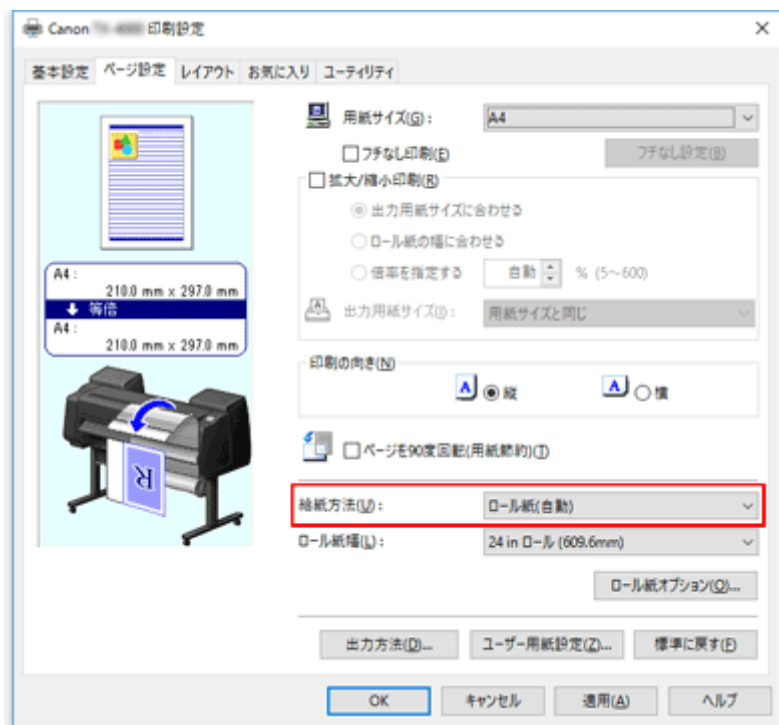 Canon 印刷設定
基本設定 ページ設定 レイアウト お気に入り ユーティリティ
用紙サイズ(G): A4
フチなし印刷(E) フチなし設定(B)
拡大/縮小印刷(R)
出力用紙サイズに合わせる
ロール紙の幅に合わせる
倍率を指定する 自動 % (5～600)
出力用紙サイズ(I): 用紙サイズと同じ
A4 :
210.0 mm x 297.0 mm
等倍
A4 :
210.0 mm x 297.0 mm
印刷の向き(N)
A 縦 A 横
ページを90度回転(用紙節約)(T)
R
給紙方法(U): ロール紙(自動)
ロール紙幅(L): 24 in ロール (609.6mm)
ロール紙オプション(O)...
出力方法(D)... ユーザー用紙設定(Z)... 標準に戻す(F)
OK キャンセル 適用(A) ヘルプ